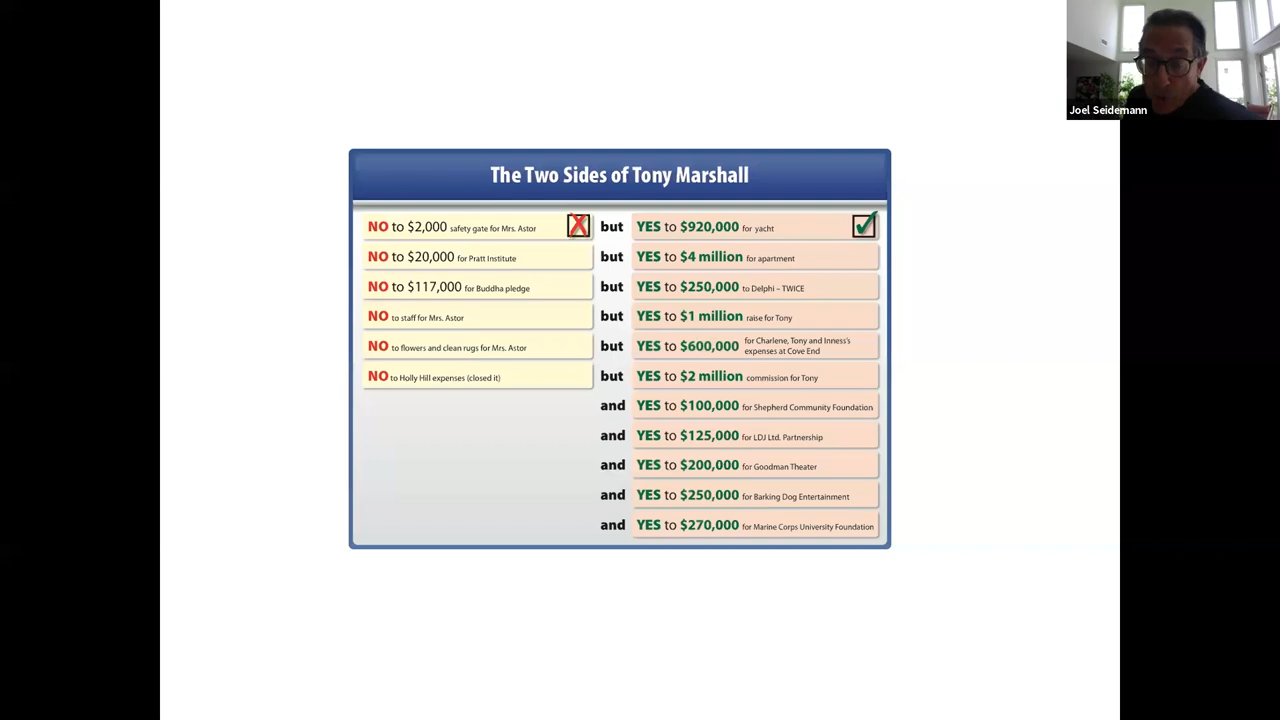 Joel Seidemann
The Two Sides of Tony Marshall
NO to $2,000 safety gate for Mrs. Astor but YES to $920,000 for yacht
NO to $20,000 for Pratt Institute but YES to $4 million for apartment
NO to $117,000 for Buddha pledge but YES to $250,000 to Delphi – TWICE
NO to staff for Mrs. Astor but YES to $1 million raise for Tony
NO to flowers and clean rugs for Mrs. Astor but YES to $600,000 for Charlene, Tony and Inness's
expenses at Cove End
NO to Holly Hill expenses (closed it) but YES to $2 million commission for Tony
and YES to $100,000 for Shepherd Community Foundation
and YES to $125,000 for LDJ Ltd. Partnership
and YES to $200,000 for Goodman Theater
and YES to $250,000 for Barking Dog Entertainment
and YES to $270,000 for Marine Corps University Foundation